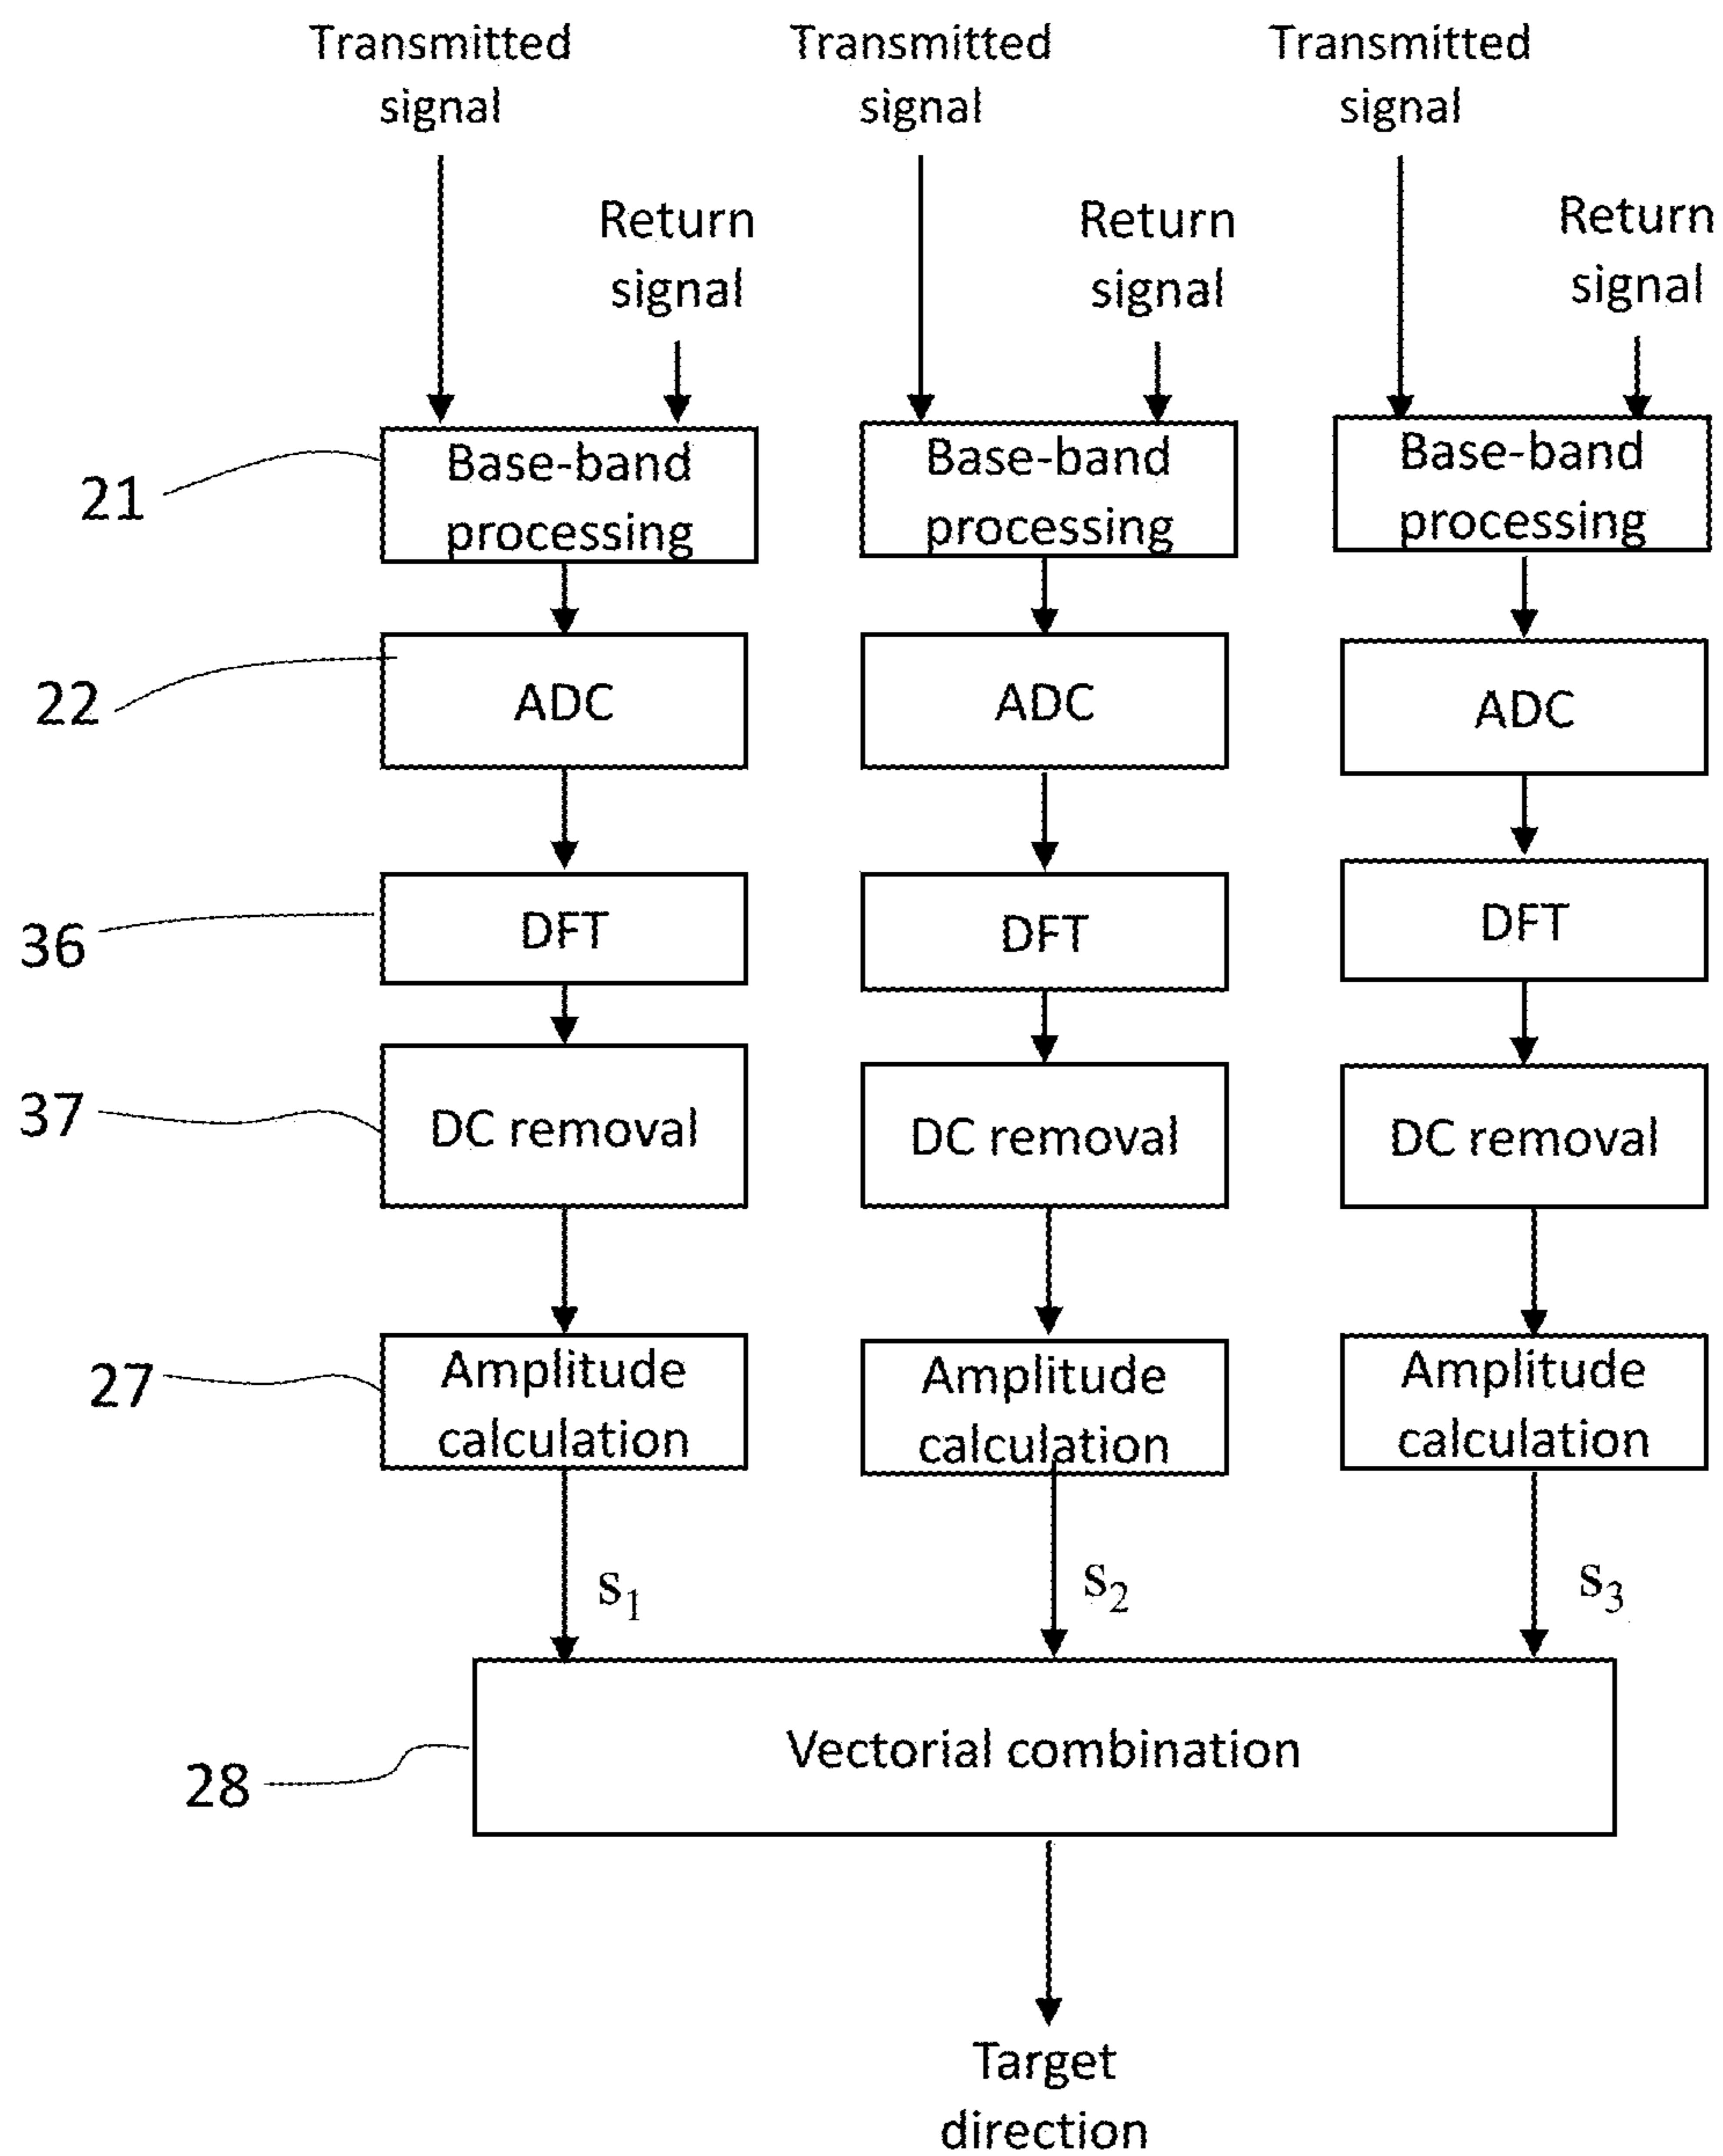 Transmitted
signal
Transmitted
signal
Transmitted
signal
Return
signal
Return
signal
Return
signal
21
Base-band
processing
Base-band
processing
Base-band
processing
22
ADC
ADC
ADC
36
DFT
DFT
DFT
37
DC removal
DC removal
DC removal
27
Amplitude
calculation
Amplitude
calculation
Amplitude
calculation
s₁
s₂
s₃
28
Vectorial combination
Target
direction